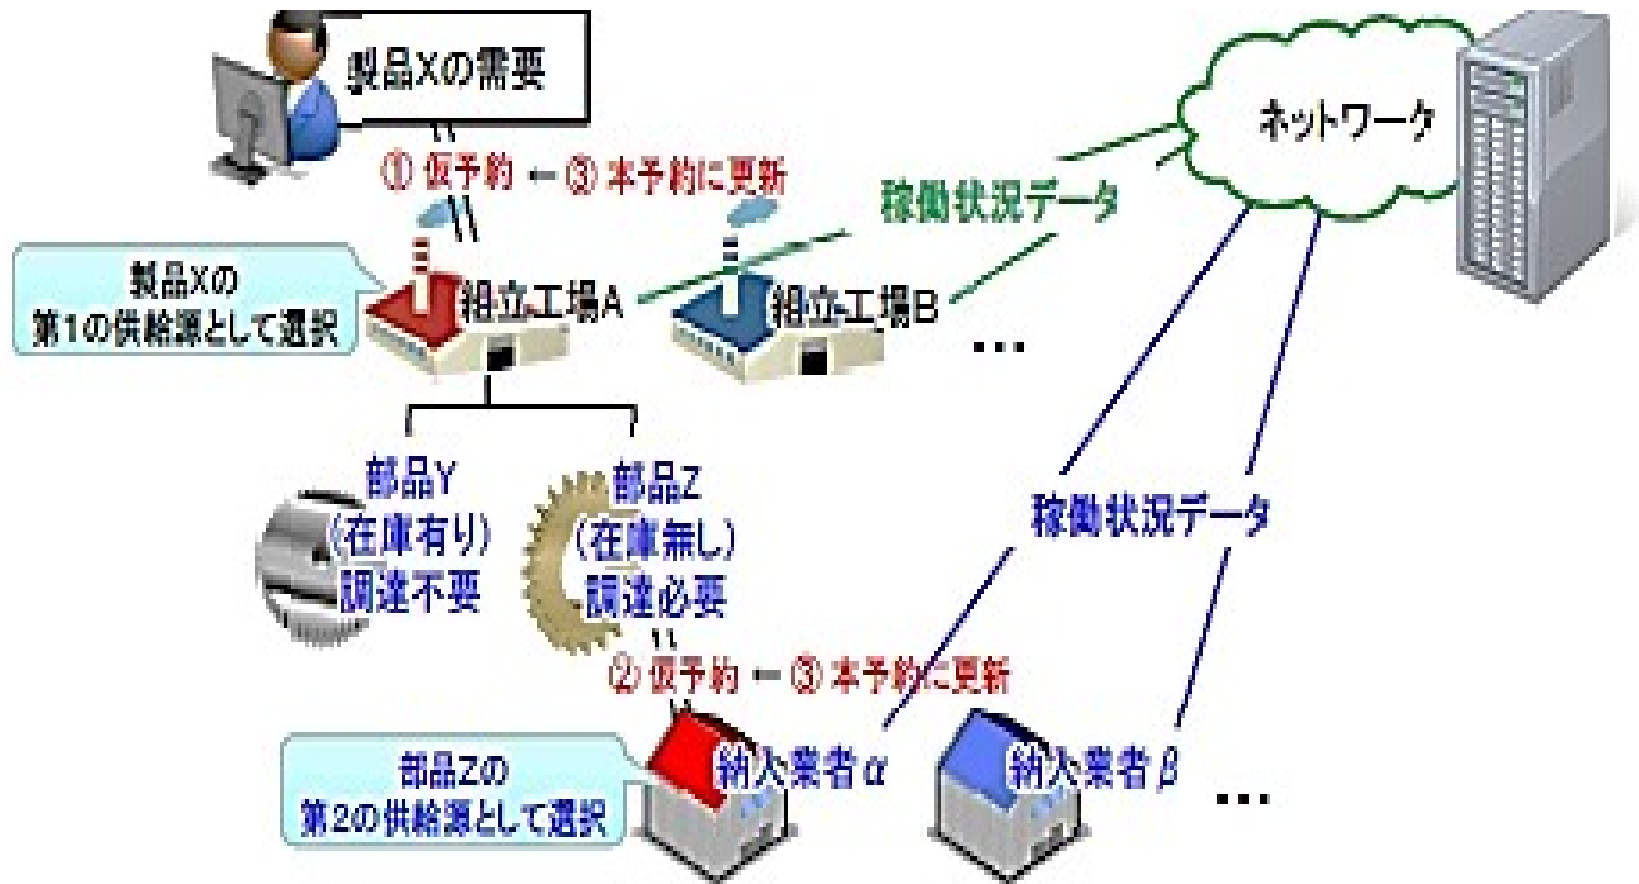 製品Xの需要
ネットワータ
① 仮予約 ← ③ 本予約に更新
稼働状況データ
製品Xの
第1の供給源として選択
組立工場A
組立工場B
...
部品Y
(在庫有り)
調達不要
部品Z
(在庫無し)
調達必要
稼働状況データ
② 仮予約 ← ③ 本予約に更新
部品Zの
第2の供給源として選択
納入業者α
納入業者β
...